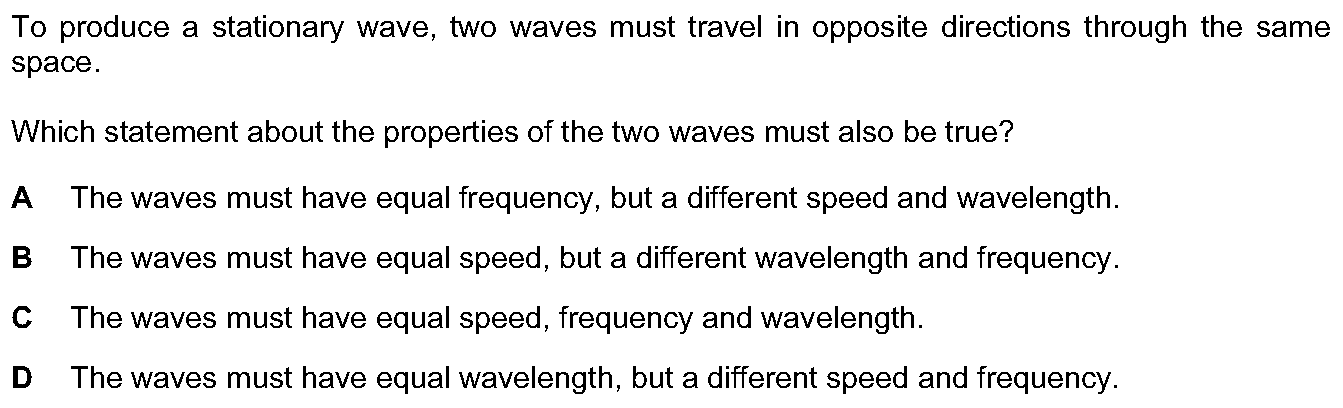 To produce a stationary wave, two waves must travel in opposite directions through the same
space.
Which statement about the properties of the two waves must also be true?
A The waves must have equal frequency, but a different speed and wavelength.
B The waves must have equal speed, but a different wavelength and frequency.
C The waves must have equal speed, frequency and wavelength.
D The waves must have equal wavelength, but a different speed and frequency.